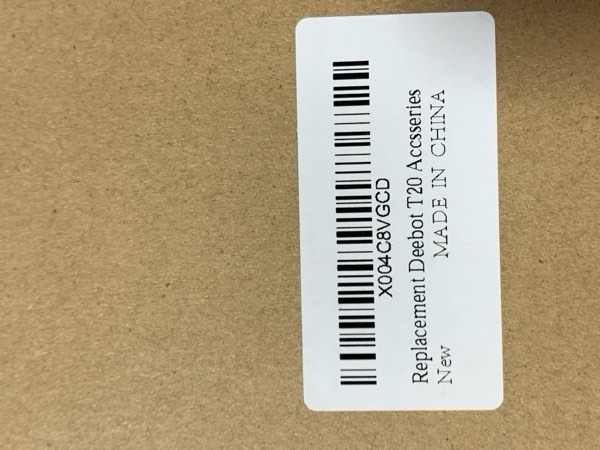 X004C8VGCD
Replacement Deebot T20 Accsseries
New MADE IN CHINA